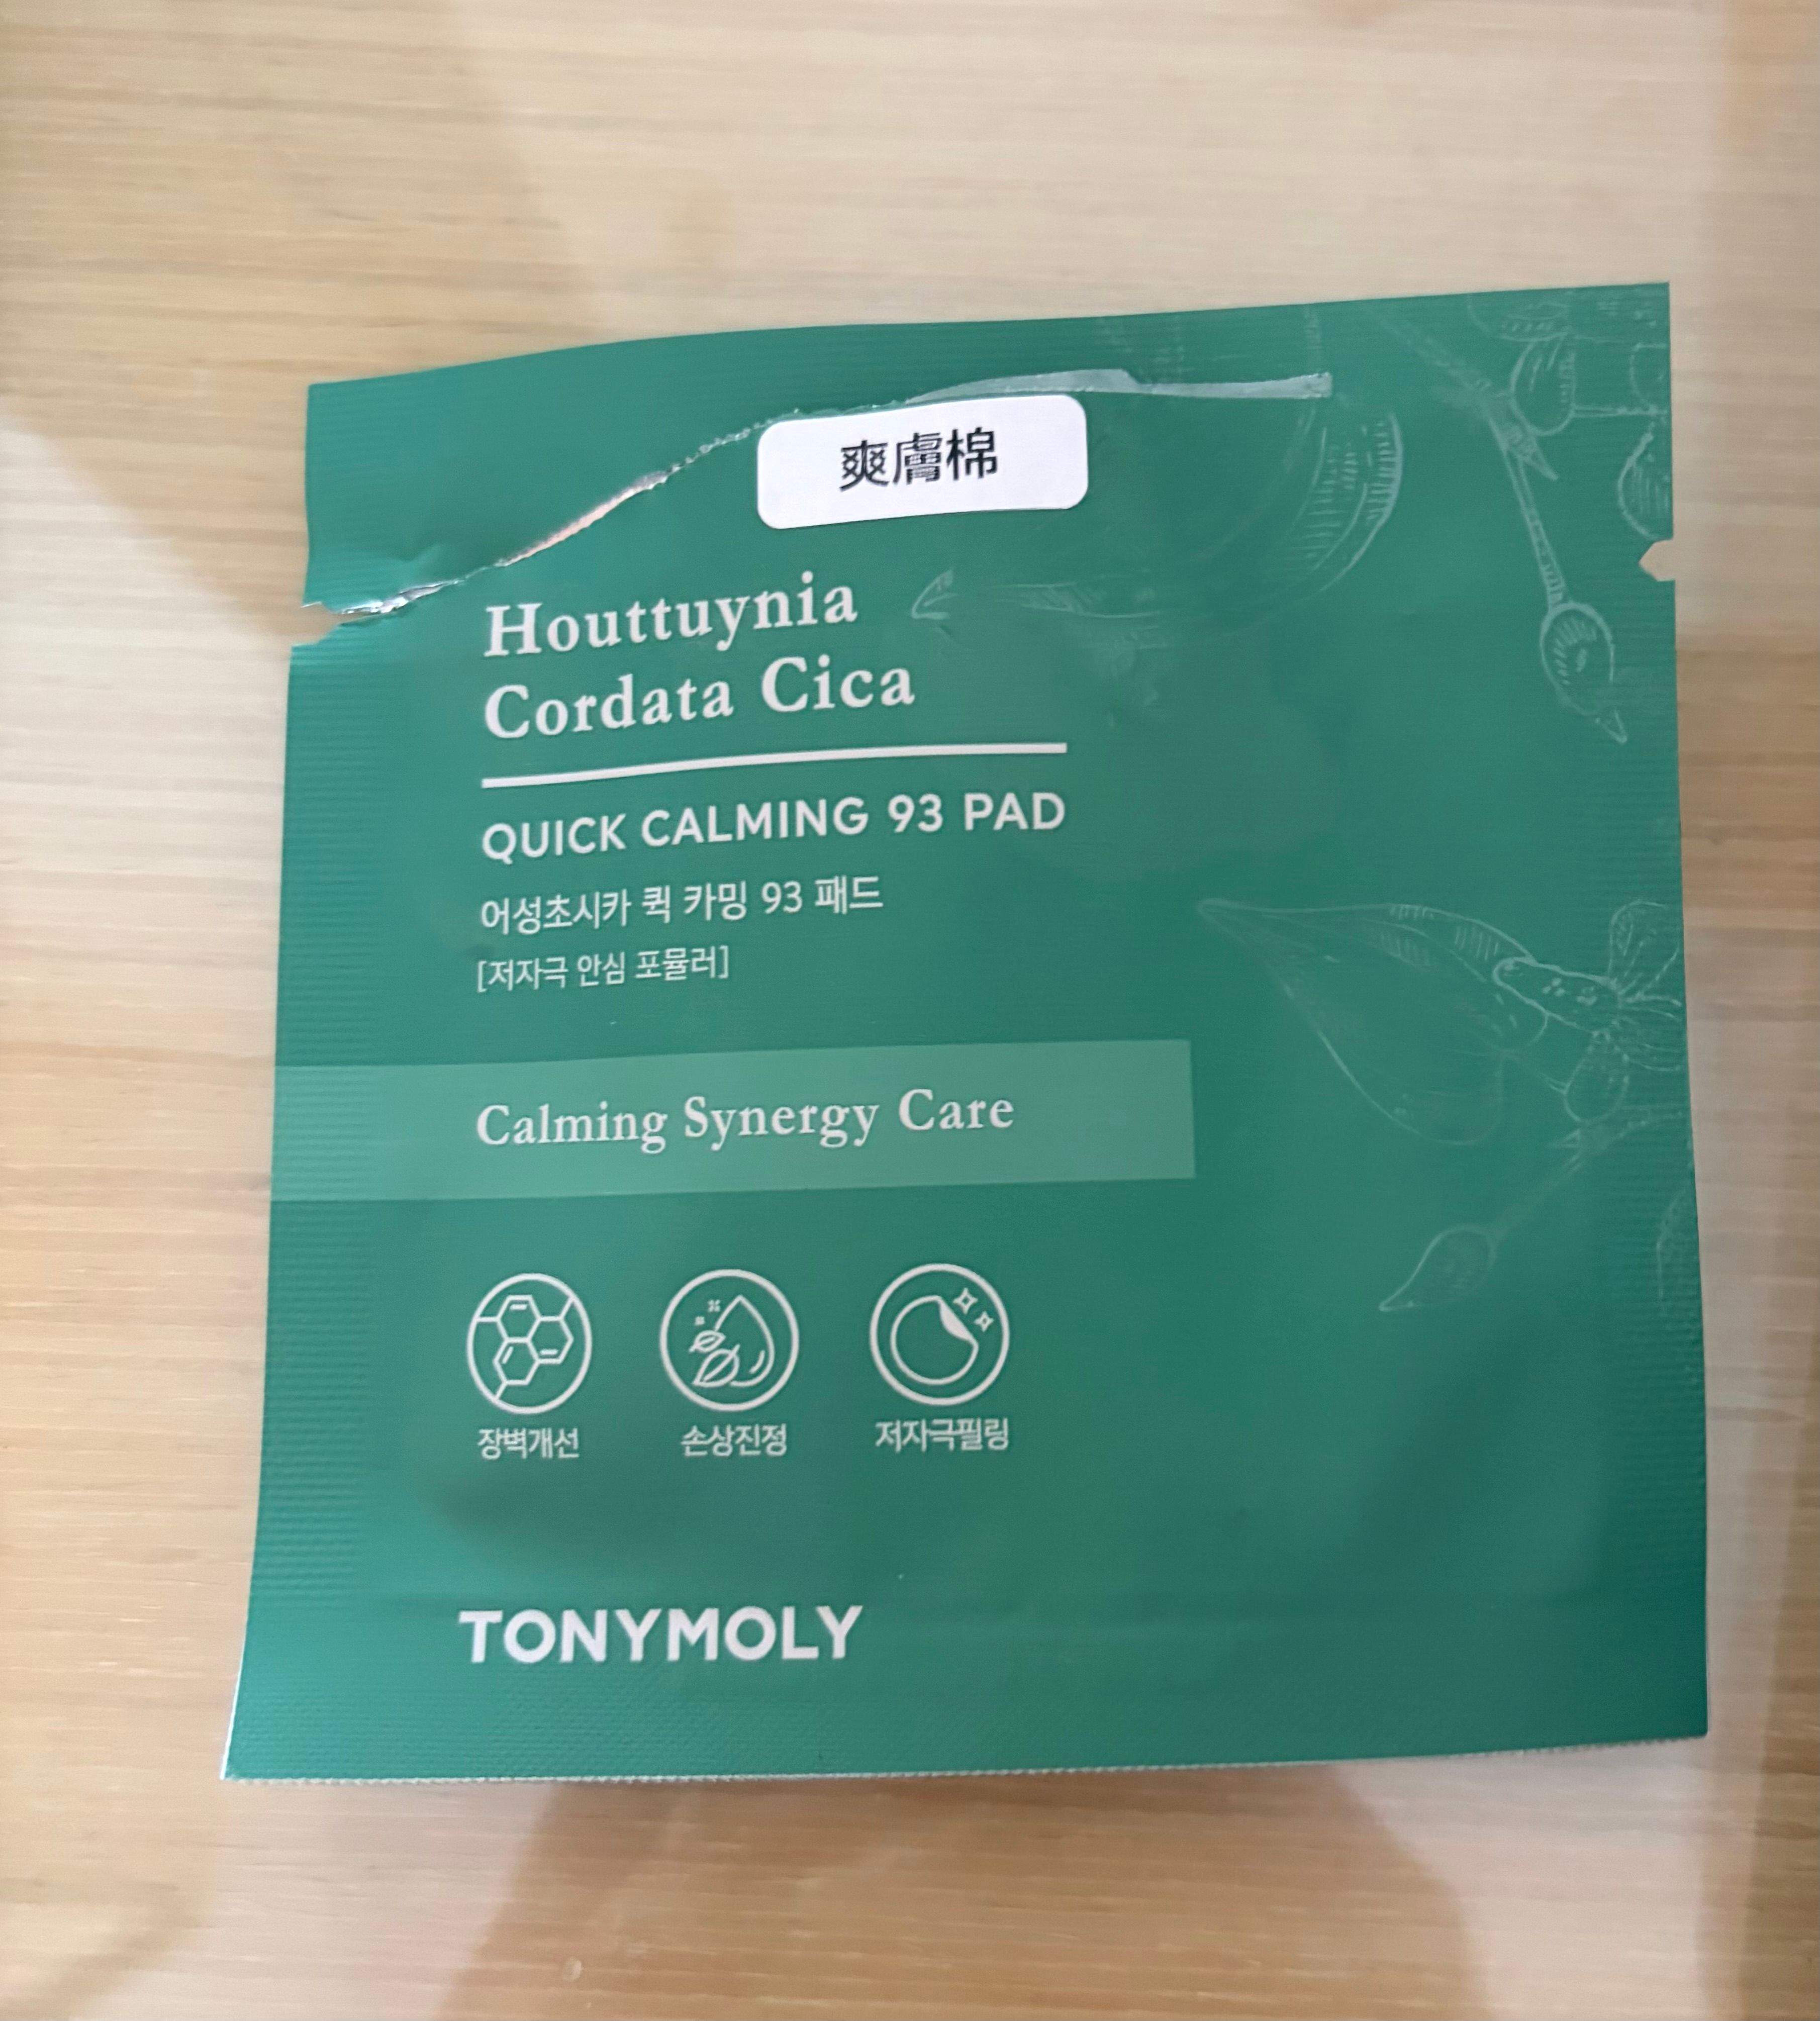 爽膚棉
Houttuynia
Cordata Cica
QUICK CALMING 93 PAD
어성초시카 퀵 카밍 93 패드
[저자극 안심 포뮬러]
Calming Synergy Care
장벽개선 손상진정 저자극필링
TONYMOLY